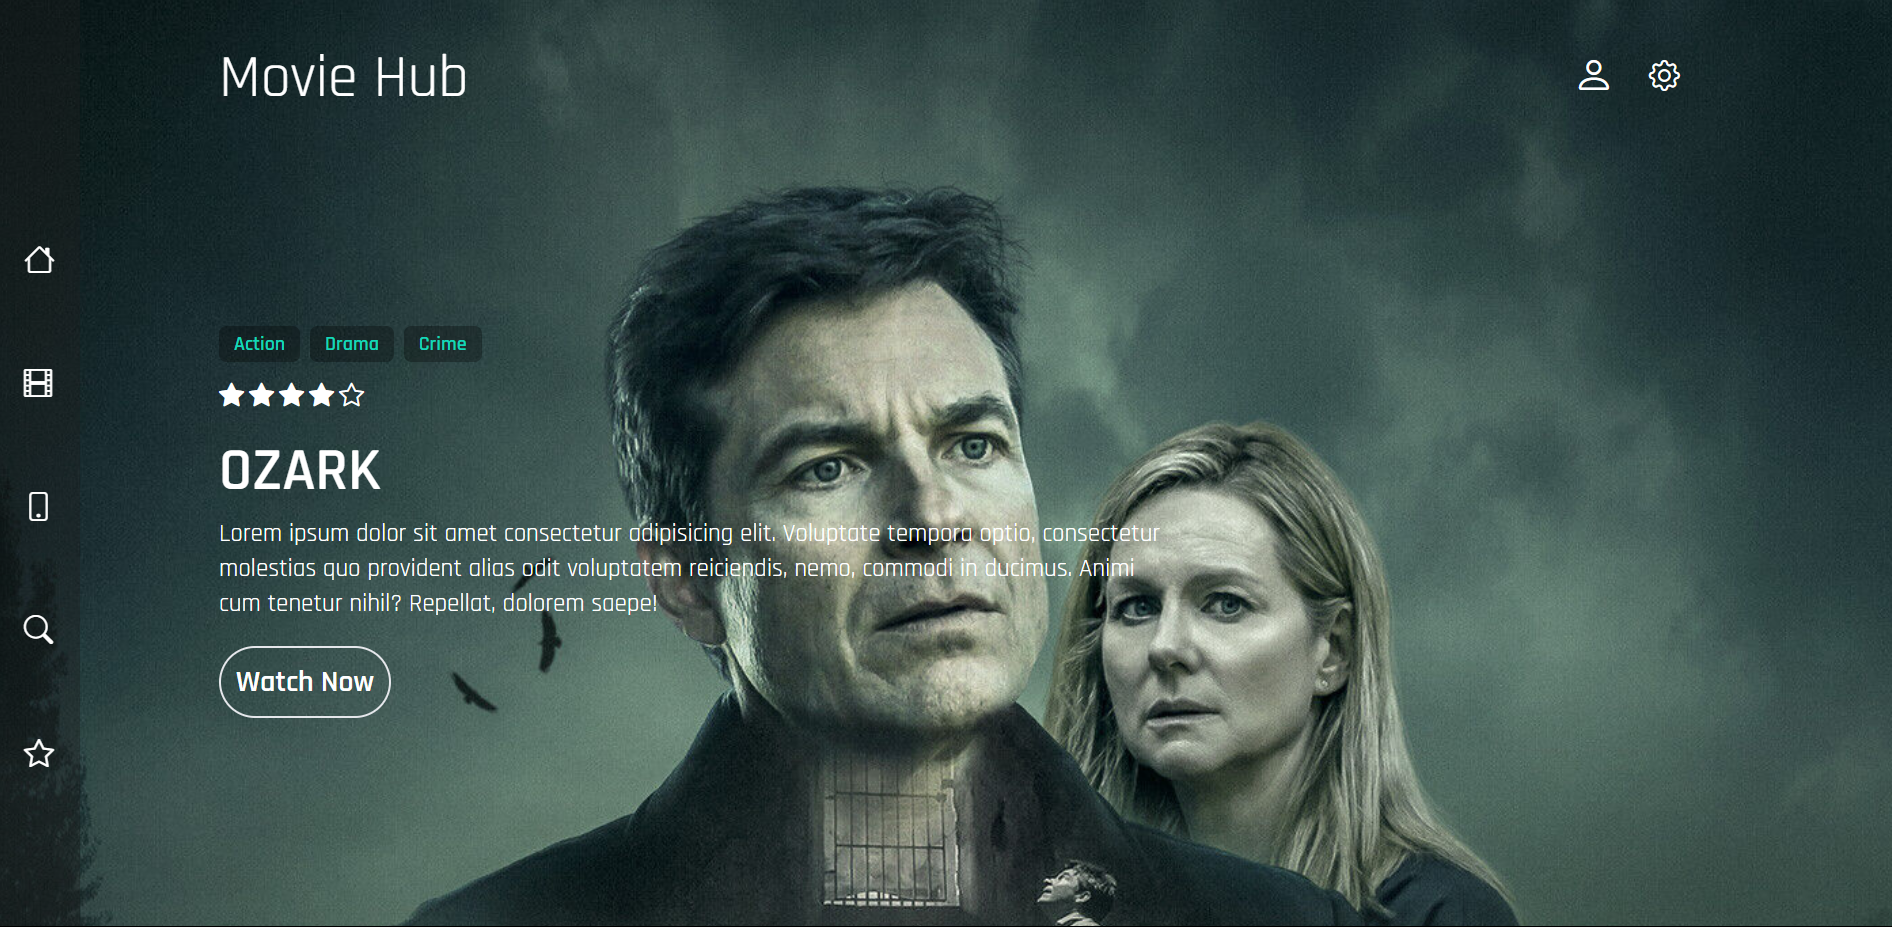 Movie Hub
Action Drama Crime
OZARK
Lorem ipsum dolor sit amet consectetur adipisicing elit. Voluptate tempora optio, consectetur
molestias quo provident alias odit voluptatem reiciendis, nemo, commodi in ducimus. Animi
cum tenetur nihil? Repellat, dolorem saepe!
Watch Now